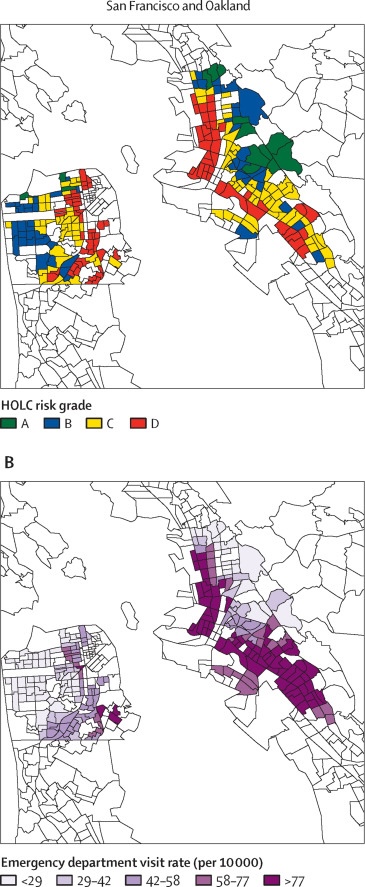 San Francisco and Oakland
HOLC risk grade
A B C D
B
Emergency department visit rate (per 10 000)
<29 29–42 42–58 58–77 >77